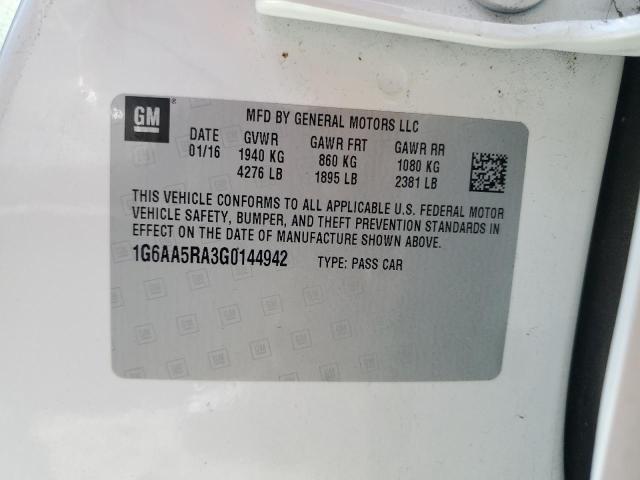 GM ®
MFD BY GENERAL MOTORS LLC
DATE GVWR GAWR FRT GAWR RR
01/16 1940 KG 860 KG 1080 KG
4276 LB 1895 LB 2381 LB
THIS VEHICLE CONFORMS TO ALL APPLICABLE U.S. FEDERAL MOTOR
VEHICLE SAFETY, BUMPER, AND THEFT PREVENTION STANDARDS IN
EFFECT ON THE DATE OF MANUFACTURE SHOWN ABOVE.
1G6AA5RA3G0144942 TYPE: PASS CAR